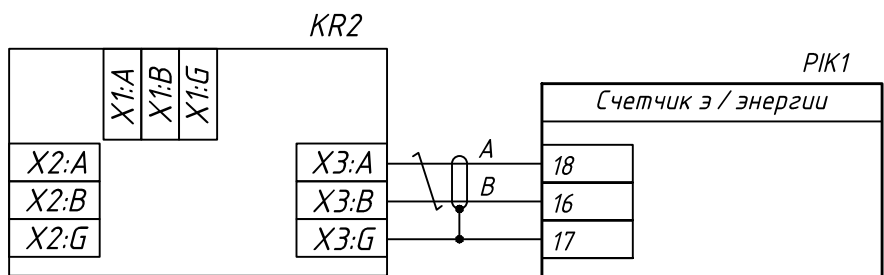 KR2
PIK1
X1:A
X1:B
X1:G
Счетчик э / энергии
X2:A
X3:A
A
18
X2:B
X3:B
B
16
X2:G
X3:G
17